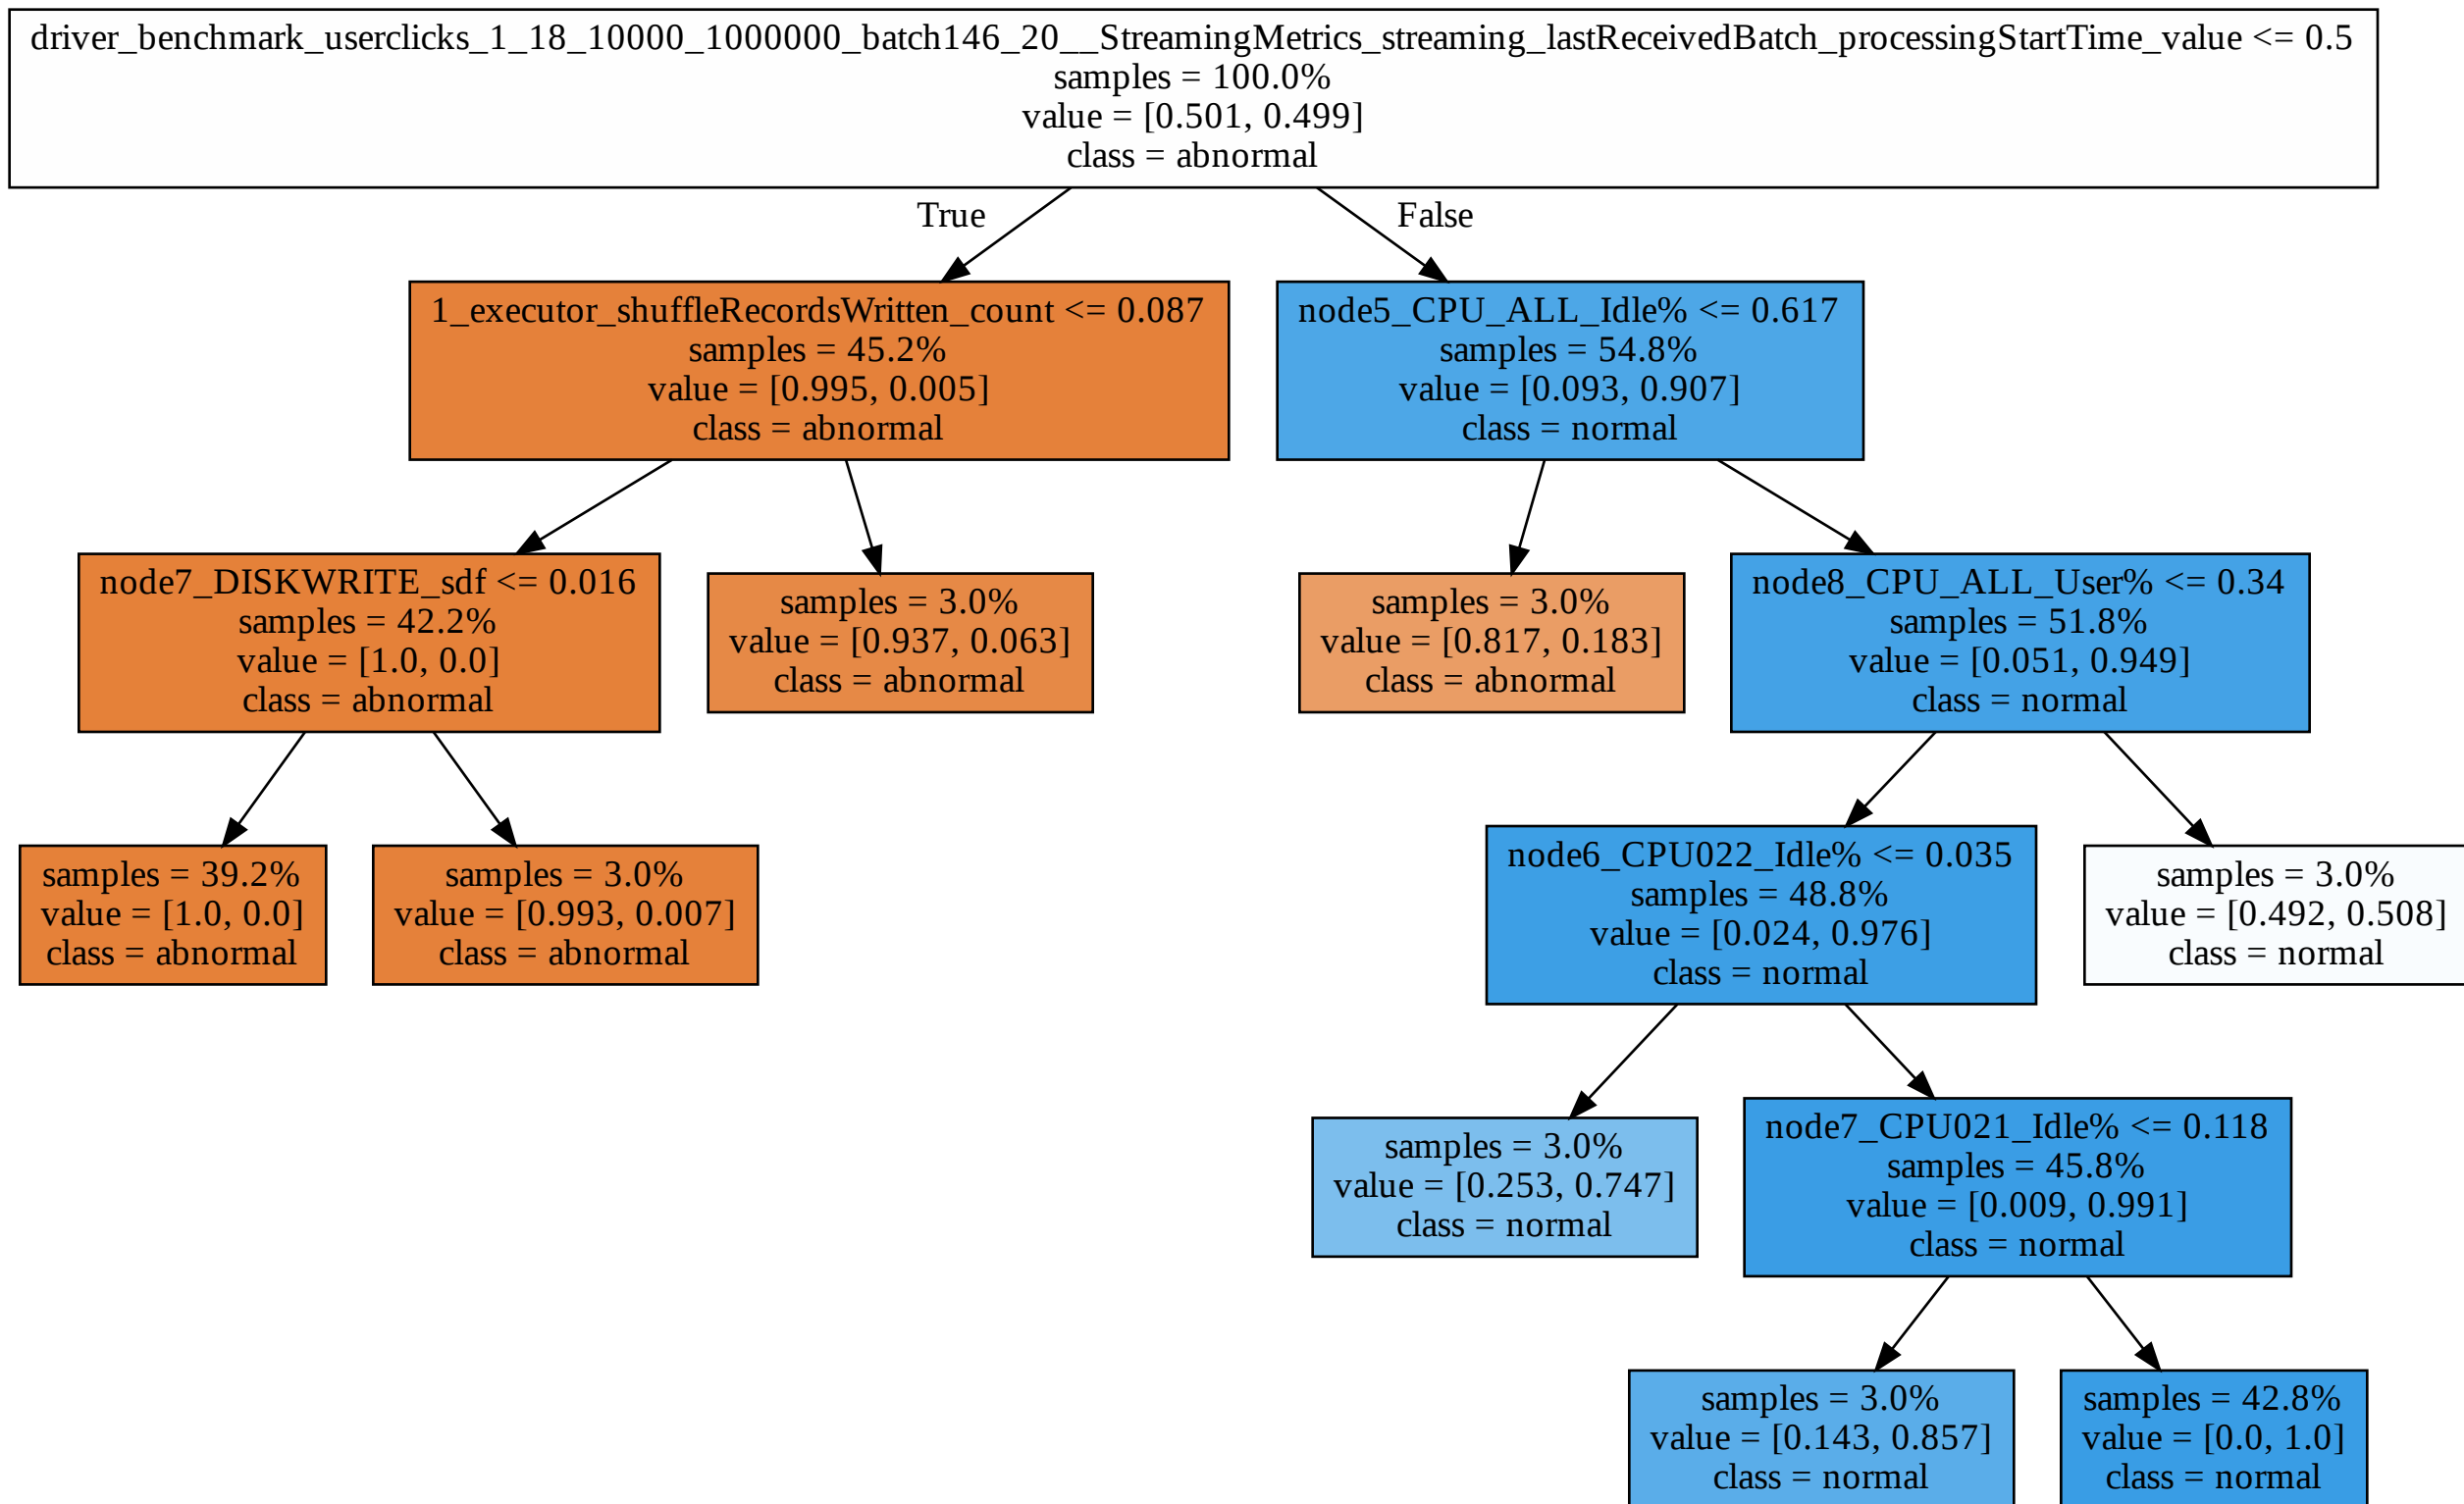 driver_benchmark_userclicks_1_18_10000_1000000_batch146_20__StreamingMetrics_streaming_lastReceivedBatch_processingStartTime_value <= 0.5
samples = 100.0%
value = [0.501, 0.499]
class = abnormal
True
False
1_executor_shuffleRecordsWritten_count <= 0.087
samples = 45.2%
value = [0.995, 0.005]
class = abnormal
node5_CPU_ALL_Idle% <= 0.617
samples = 54.8%
value = [0.093, 0.907]
class = normal
node7_DISKWRITE_sdf <= 0.016
samples = 42.2%
value = [1.0, 0.0]
class = abnormal
samples = 3.0%
value = [0.937, 0.063]
class = abnormal
samples = 3.0%
value = [0.817, 0.183]
class = abnormal
node8_CPU_ALL_User% <= 0.34
samples = 51.8%
value = [0.051, 0.949]
class = normal
samples = 39.2%
value = [1.0, 0.0]
class = abnormal
samples = 3.0%
value = [0.993, 0.007]
class = abnormal
node6_CPU022_Idle% <= 0.035
samples = 48.8%
value = [0.024, 0.976]
class = normal
samples = 3.0%
value = [0.492, 0.508]
class = normal
samples = 3.0%
value = [0.253, 0.747]
class = normal
node7_CPU021_Idle% <= 0.118
samples = 45.8%
value = [0.009, 0.991]
class = normal
samples = 3.0%
value = [0.143, 0.857]
class = normal
samples = 42.8%
value = [0.0, 1.0]
class = normal